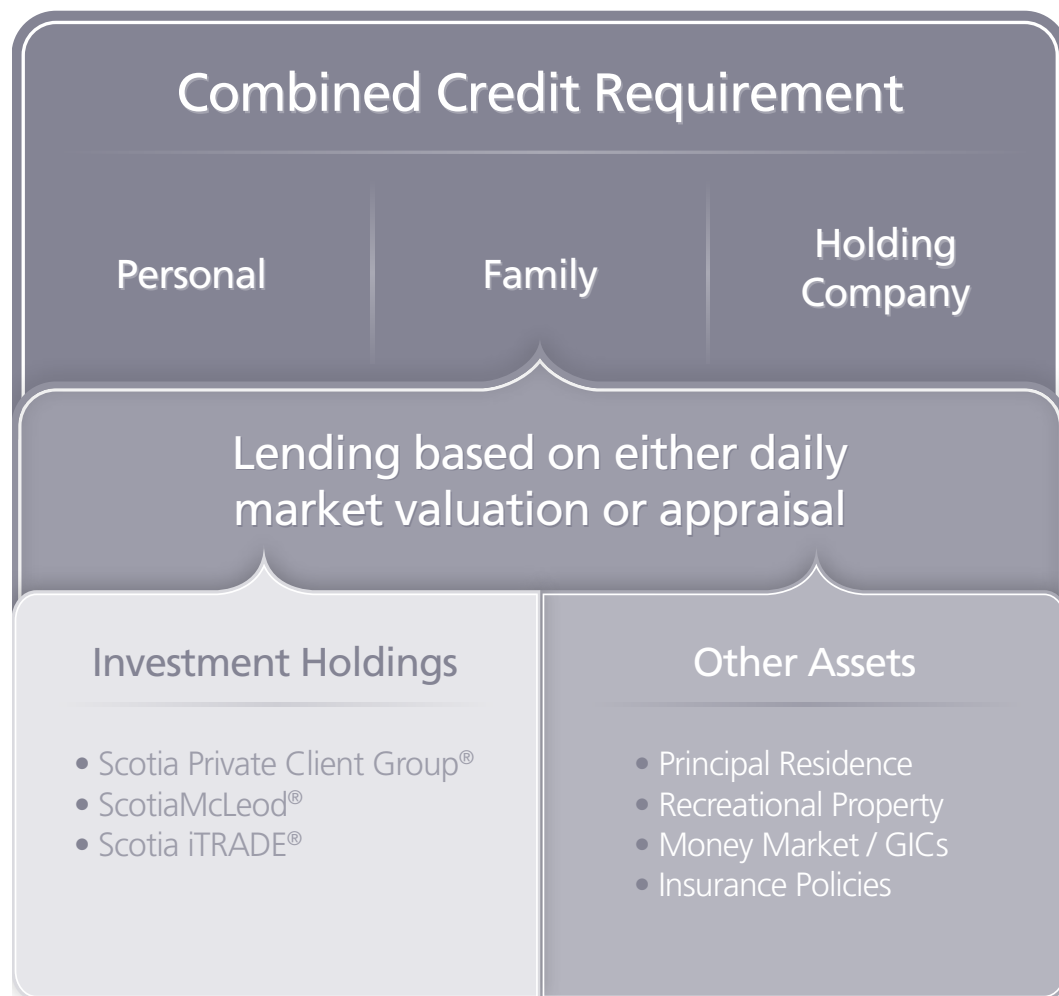 Combined Credit Requirement
Personal
Family
Holding
Company
Lending based on either daily
market valuation or appraisal
Investment Holdings
• Scotia Private Client Group®
• ScotiaMcLeod®
• Scotia iTRADE®
Other Assets
• Principal Residence
• Recreational Property
• Money Market / GICs
• Insurance Policies